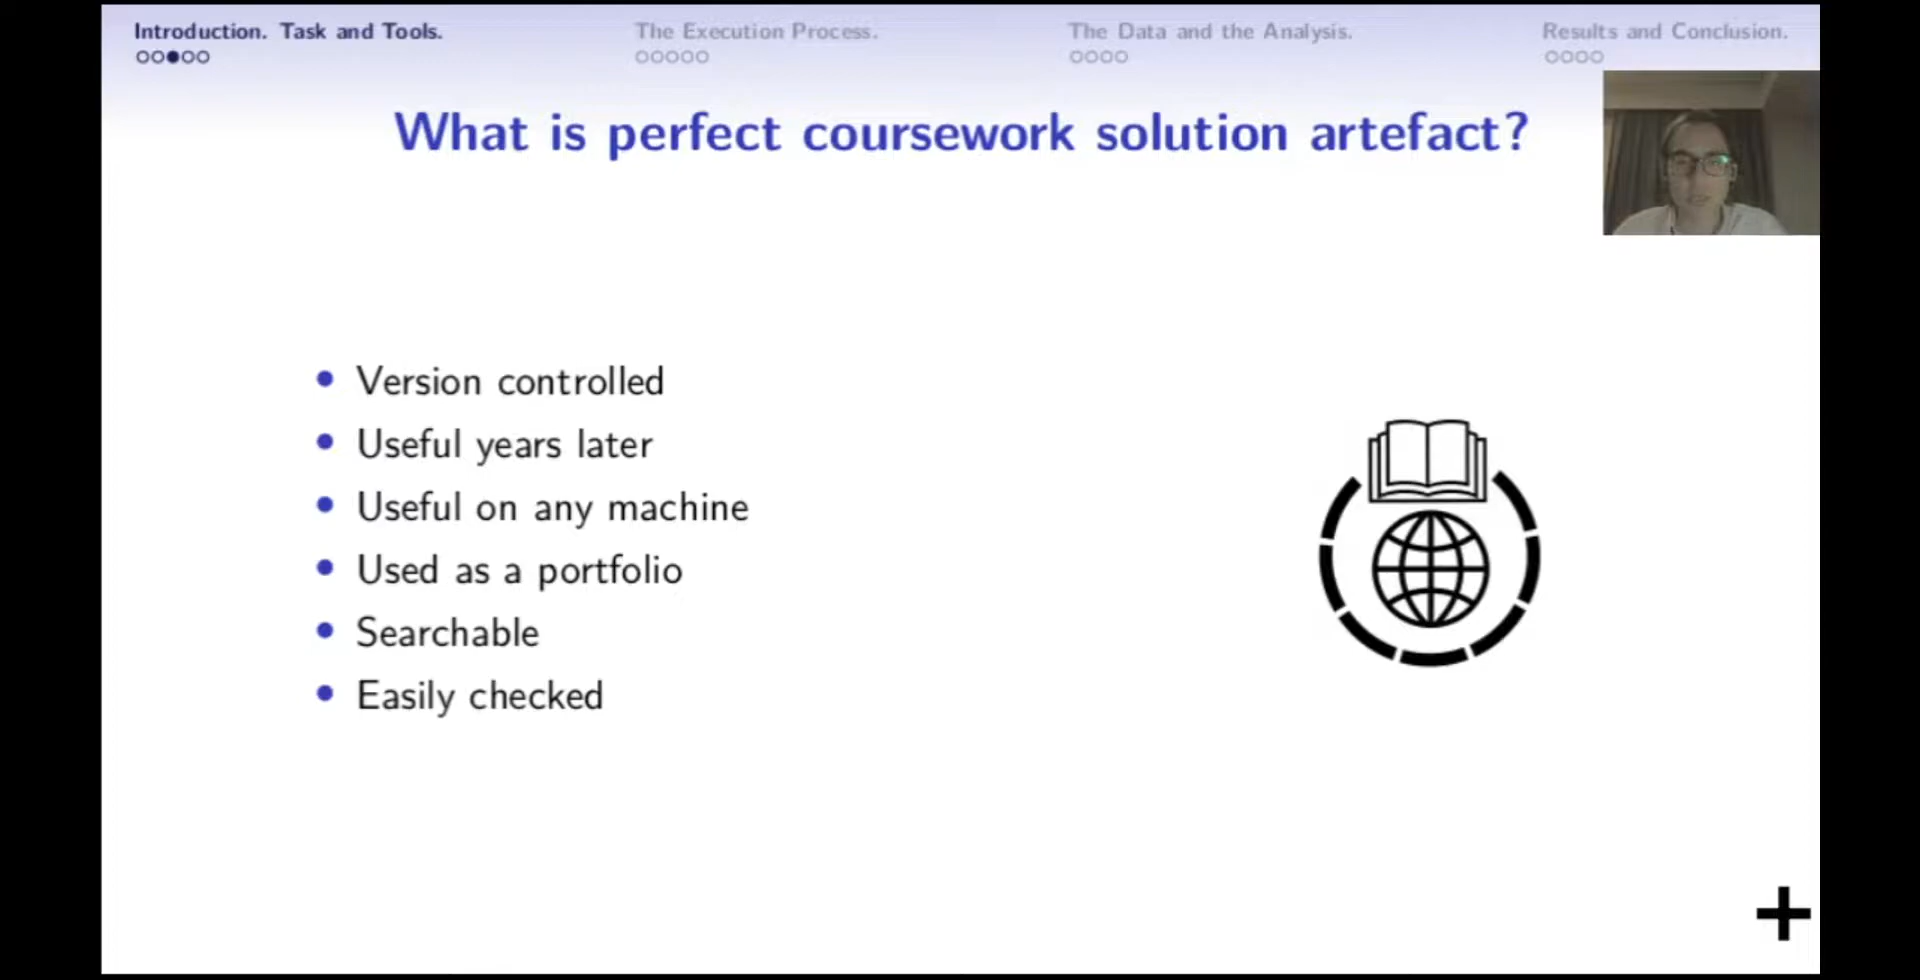 Introduction. Task and Tools.
The Execution Process.
The Data and the Analysis.
Results and Conclusion.
What is perfect coursework solution artefact?
Version controlled
Useful years later
Useful on any machine
Used as a portfolio
Searchable
Easily checked